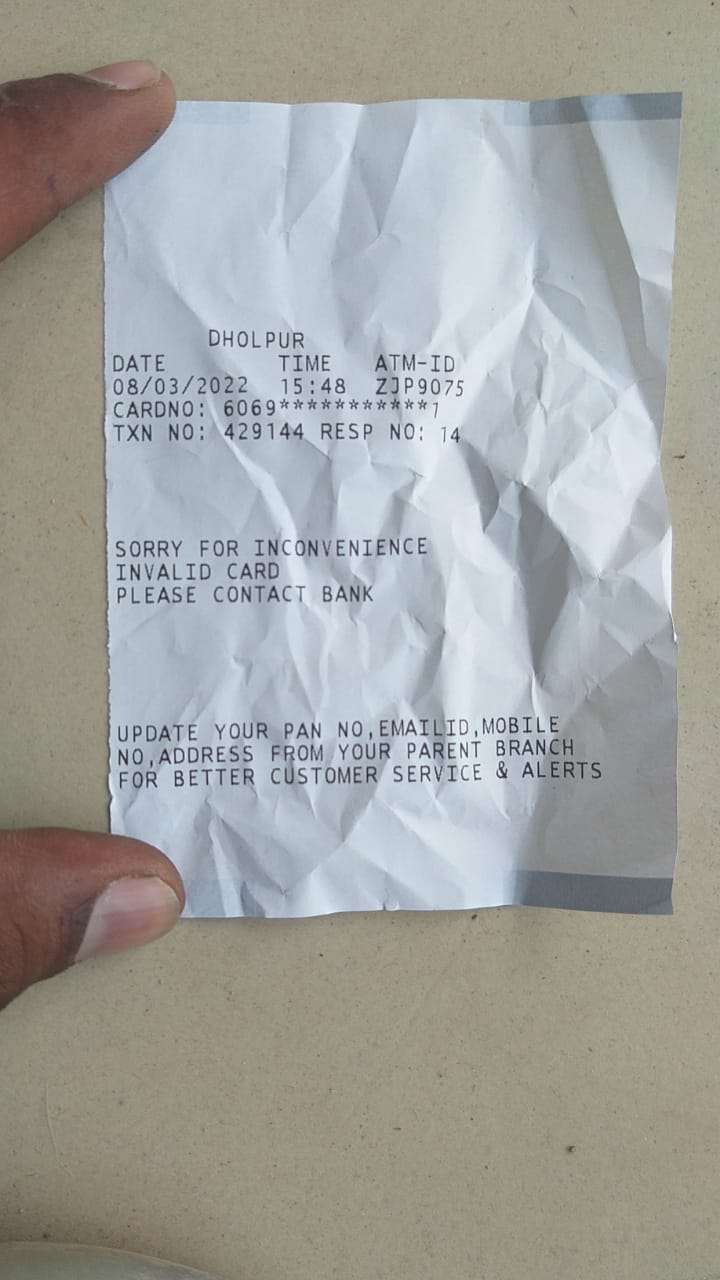 DHOLPUR
DATE TIME ATM-ID
08/03/2022 15:48 ZJP9075
CARDNO: 6069***********1
TXN NO: 429144 RESP NO: 14
SORRY FOR INCONVENIENCE
INVALID CARD
PLEASE CONTACT BANK
UPDATE YOUR PAN NO,EMAILID,MOBILE
NO,ADDRESS FROM YOUR PARENT BRANCH
FOR BETTER CUSTOMER SERVICE & ALERTS